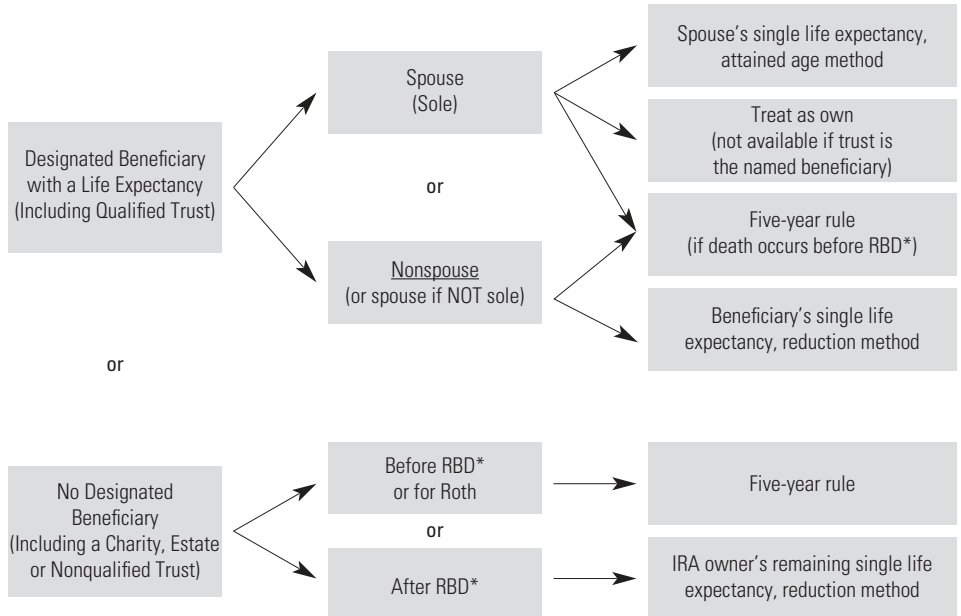 Designated Beneficiary
with a Life Expectancy
(Including Qualified Trust)
or
Spouse
(Sole)
or
Nonspouse
(or spouse if NOT sole)
Spouse’s single life expectancy,
attained age method
Treat as own
(not available if trust is
the named beneficiary)
Five-year rule
(if death occurs before RBD*)
Beneficiary’s single life
expectancy, reduction method
No Designated
Beneficiary
(Including a Charity, Estate
or Nonqualified Trust)
Before RBD*
or for Roth
or
After RBD*
Five-year rule
IRA owner’s remaining single life
expectancy, reduction method